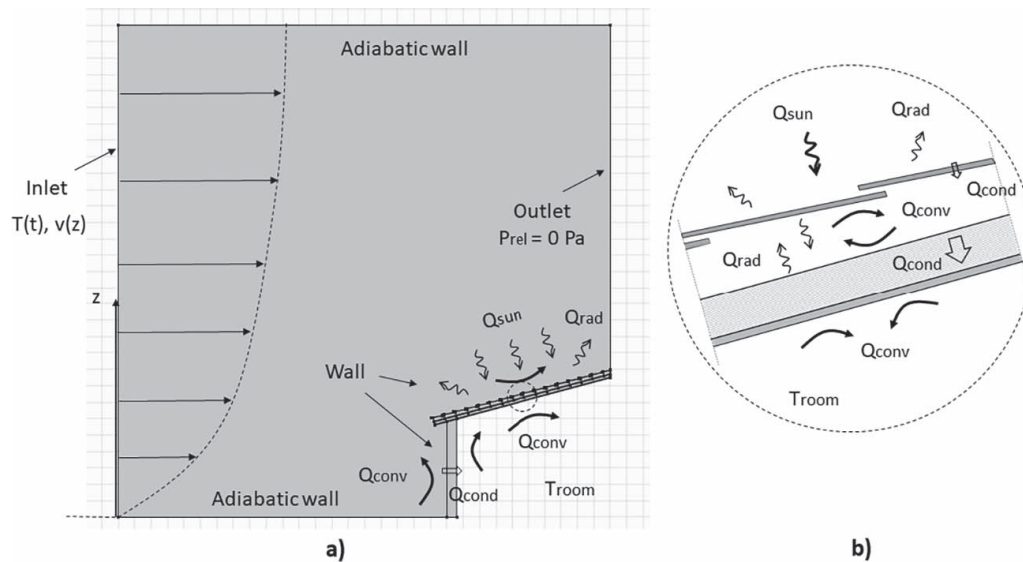 Adiabatic wall
Inlet
T(t), v(z)
Outlet
Prel = 0 Pa
z
Qsun
Qrad
Wall
Qconv
Qconv
Qcond
Troom
Adiabatic wall
a)
Qsun
Qrad
Qcond
Qconv
Qrad
Qcond
Qconv
Troom
b)